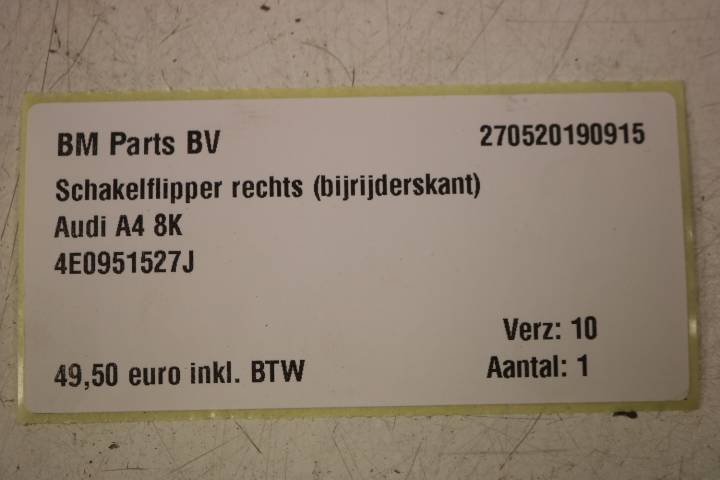 BM Parts BV
270520190915
Schakelflipper rechts (bijrijderskant)
Audi A4 8K
4E0951527J
Verz: 10
49,50 euro inkl. BTW
Aantal: 1